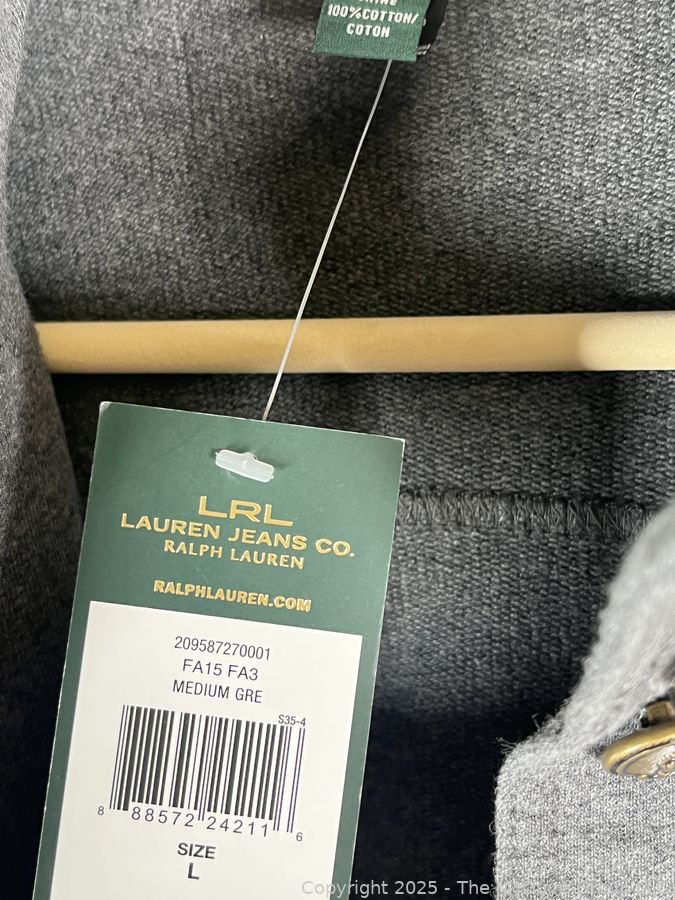 100%COTTON/
COTON
LRL
LAUREN JEANS CO.
RALPH LAUREN
RALPHLAUREN.COM
209587270001
FA15 FA3
MEDIUM GRE
S35-4
8 88572 24211 6
SIZE
L
Copyright 2025 - The